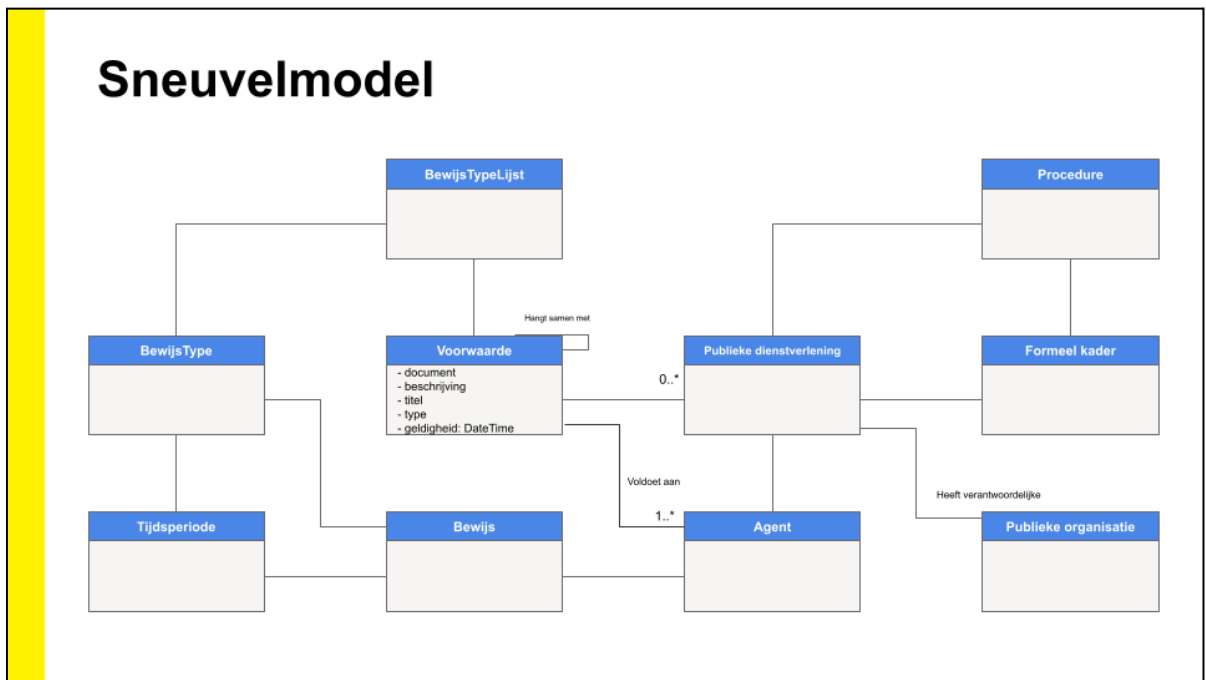 Sneuvelmodel
BewijsTypeLijst
Procedure
Hangt samen met
BewijsType
Voorwaarde
Publieke dienstverlening
Formeel kader
- document
- beschrijving
- titel
- type
- geldigheid: DateTime
0..*
Voldoet aan
Heeft verantwoordelijke
1..*
Tijdsperiode
Bewijs
Agent
Publieke organisatie